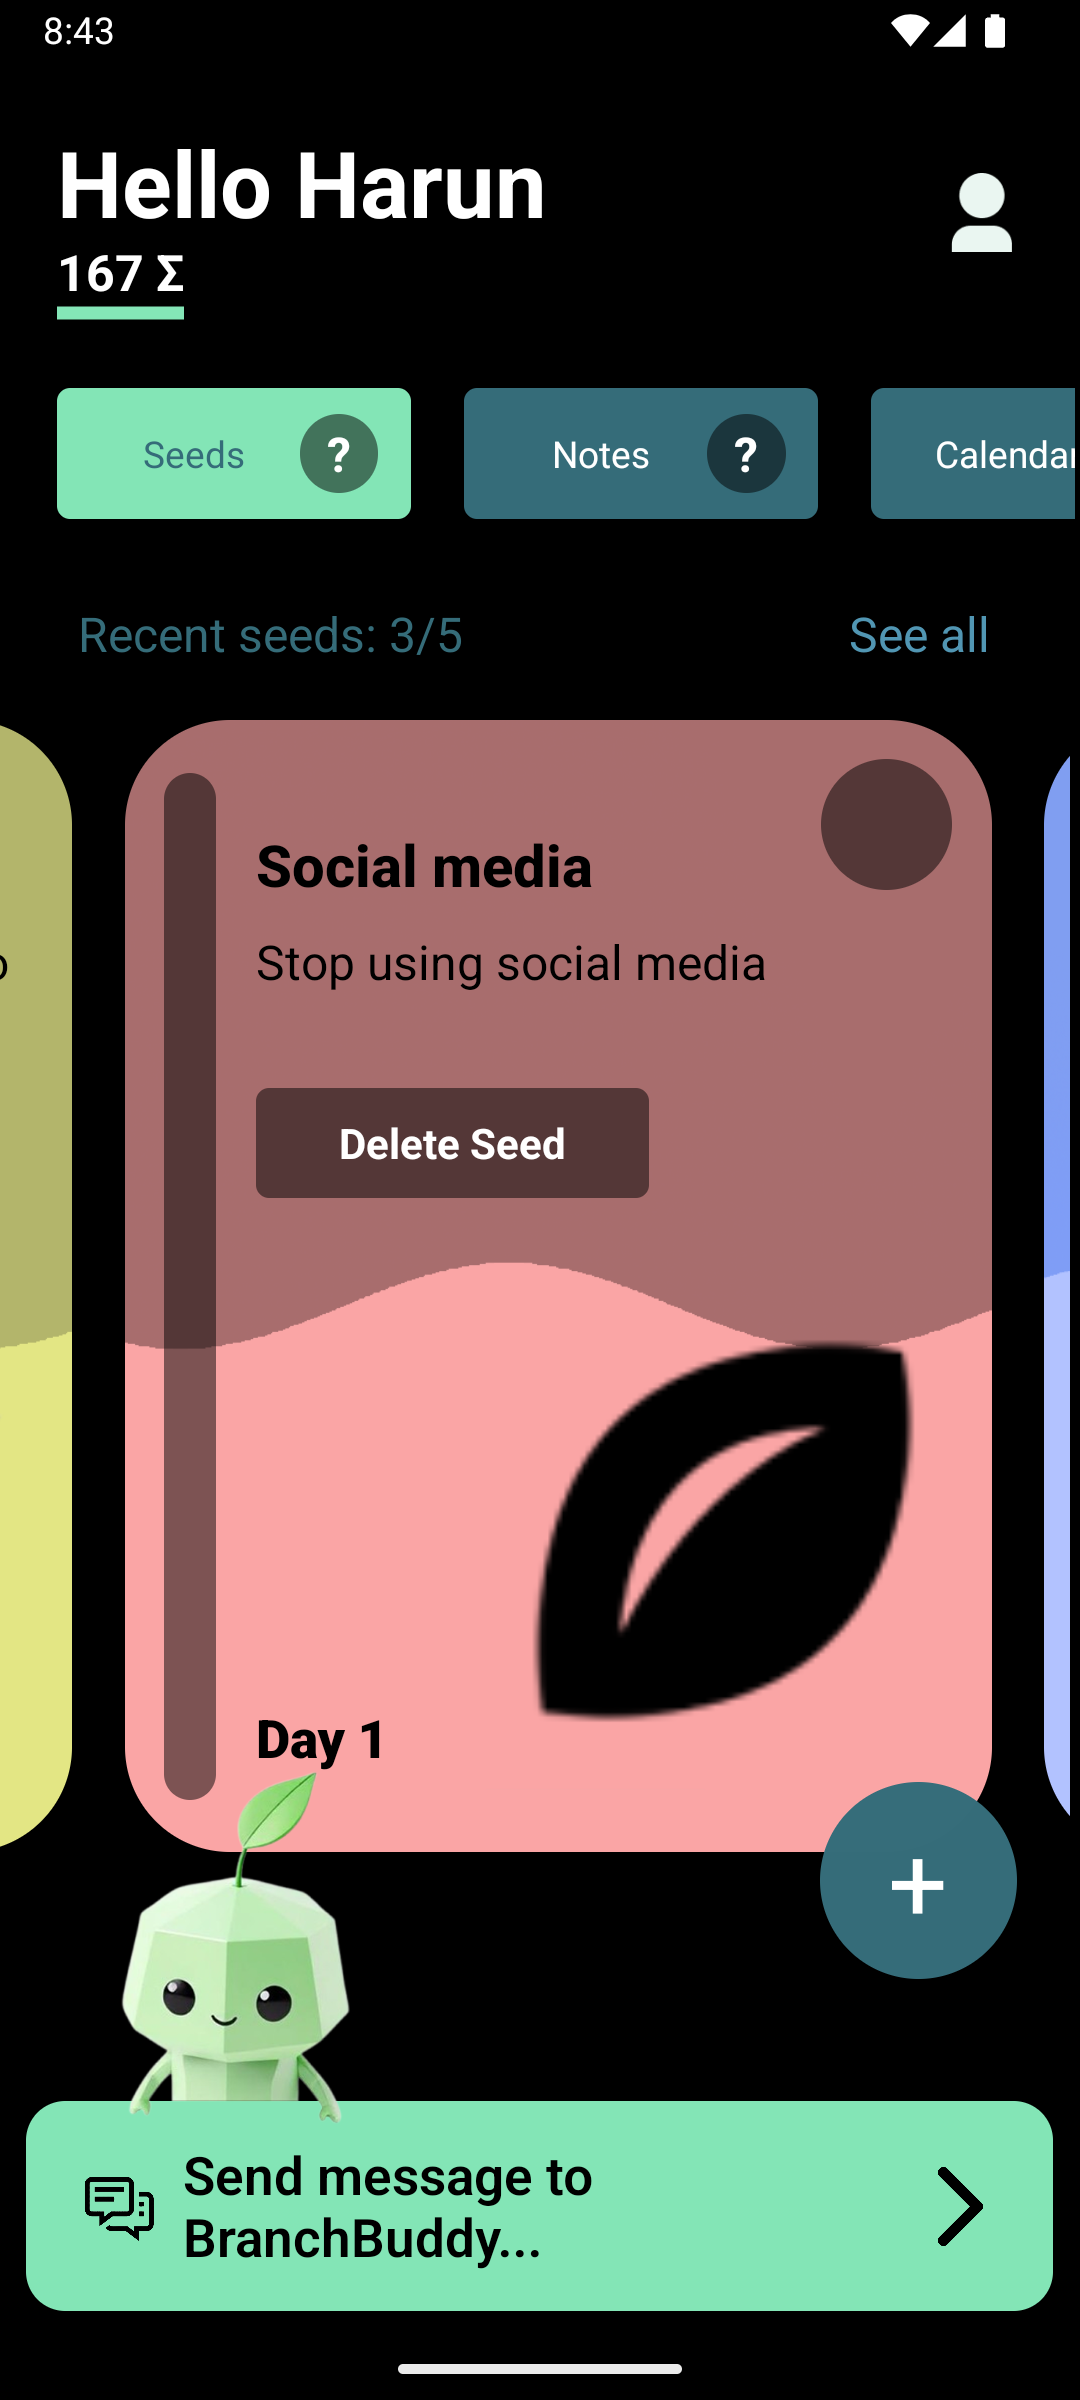 8:43
Hello Harun
167 Σ
Seeds ?
Notes ?
Calendar
Recent seeds: 3/5
See all
Social media
Stop using social media
Delete Seed
Day 1
+
Send message to
BranchBuddy...